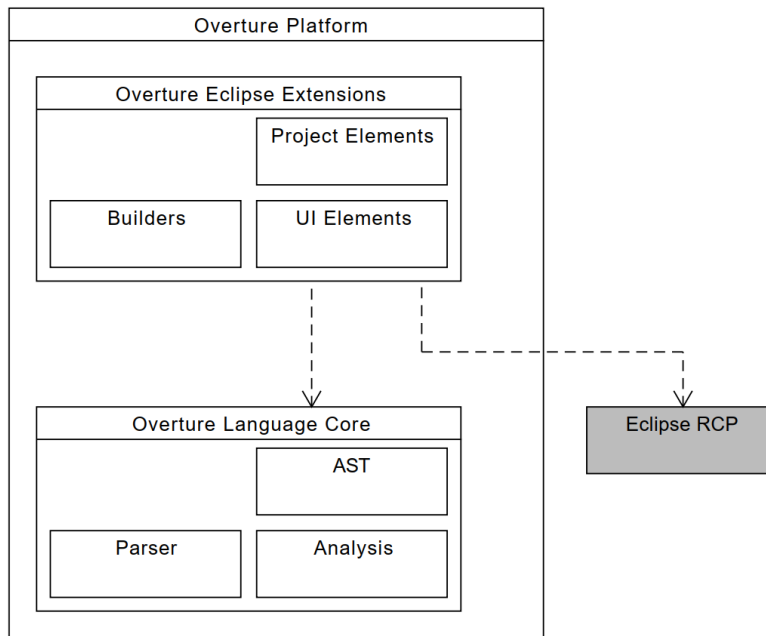 Overture Platform
Overture Eclipse Extensions
Project Elements
Builders
UI Elements
Overture Language Core
Eclipse RCP
AST
Parser
Analysis